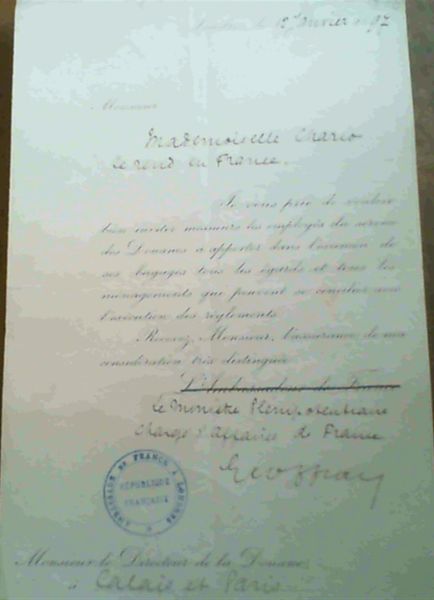 Londres, le 12 Janvier 1897
Monsieur
Mademoiselle Chario
se rend en France.
Je vous prie de vouloir
bien inviter messieurs les employés du service
des Douanes à apporter dans l'examen de
ses bagages tous les égards et tous les
ménagements que peuvent se concilier avec
l'exécution des règlements.
Recevez, Monsieur, l'assurance de ma
considération très distinguée
L'Ambassadeur de France
le Ministre Plénipotentiaire
chargé d'affaires de France
Geoffray
AMBASSADE DE FRANCE A LONDRES
RÉPUBLIQUE
FRANÇAISE
Monsieur le Directeur de la Douane
à Calais et Paris